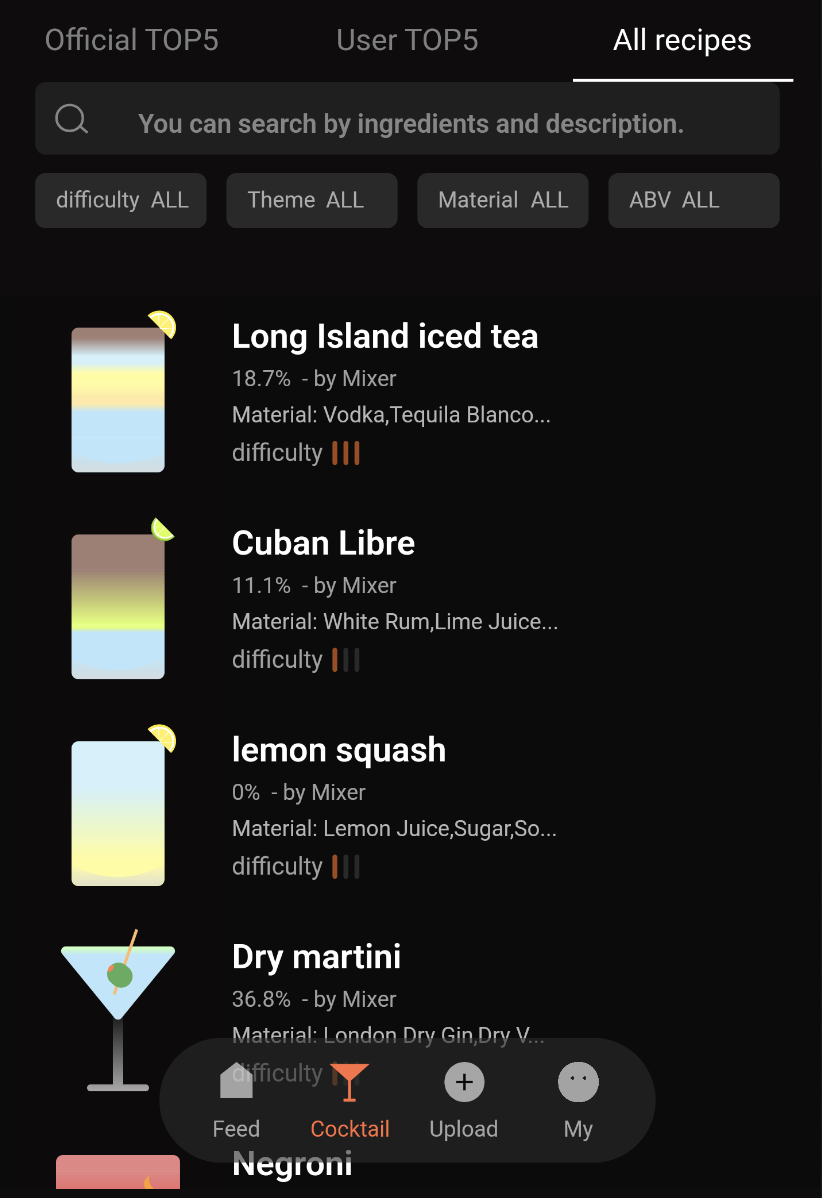 Official TOP5 User TOP5 All recipes
You can search by ingredients and description.
difficulty ALL Theme ALL Material ALL ABV ALL
Long Island iced tea
18.7% - by Mixer
Material: Vodka,Tequila Blanco...
difficulty
Cuban Libre
11.1% - by Mixer
Material: White Rum,Lime Juice...
difficulty
lemon squash
0% - by Mixer
Material: Lemon Juice,Sugar,So...
difficulty
Dry martini
36.8% - by Mixer
Material: London Dry Gin,Dry V...
difficulty
Feed Cocktail Upload My
Negroni